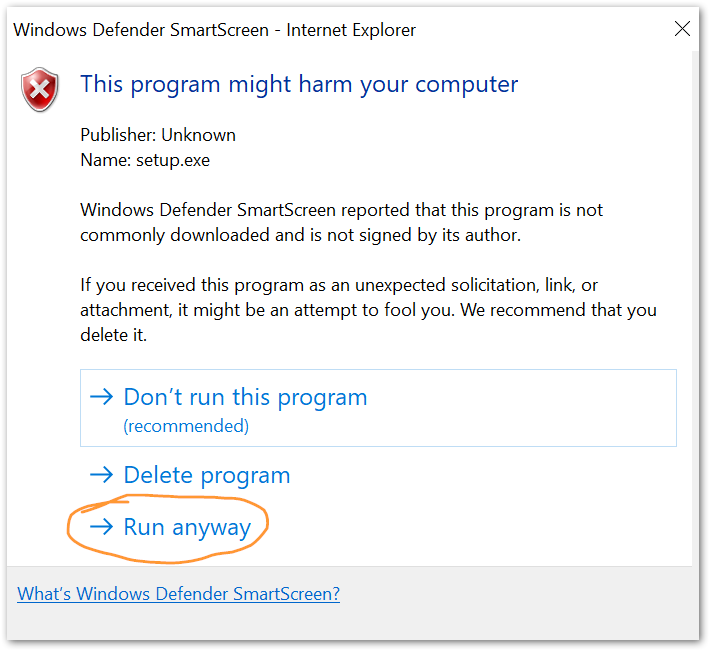 Windows Defender SmartScreen - Internet Explorer
This program might harm your computer
Publisher: Unknown
Name: setup.exe
Windows Defender SmartScreen reported that this program is not
commonly downloaded and is not signed by its author.
If you received this program as an unexpected solicitation, link, or
attachment, it might be an attempt to fool you. We recommend that you
delete it.
Don’t run this program
(recommended)
Delete program
Run anyway
What’s Windows Defender SmartScreen?